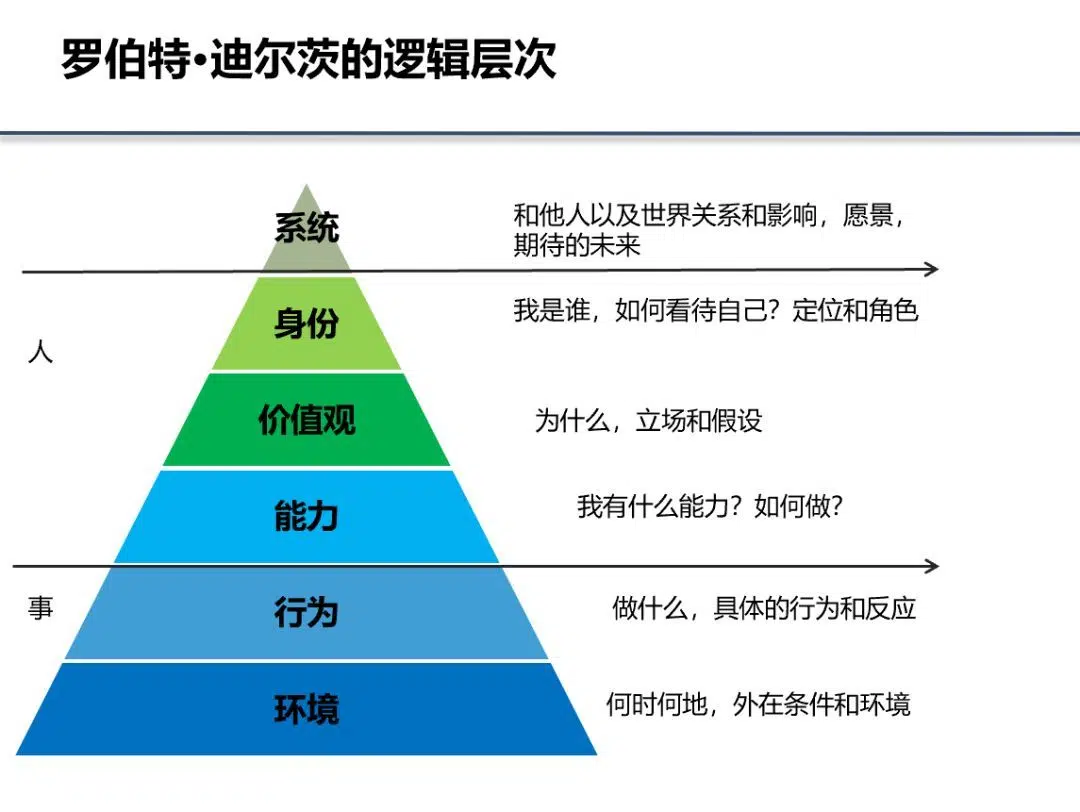 罗伯特•迪尔茨的逻辑层次
系统
和他人以及世界关系和影响，愿景，
期待的未来
身份
我是谁，如何看待自己？定位和角色
人
价值观
为什么，立场和假设
能力
我有什么能力？如何做？
事
行为
做什么，具体的行为和反应
环境
何时何地，外在条件和环境